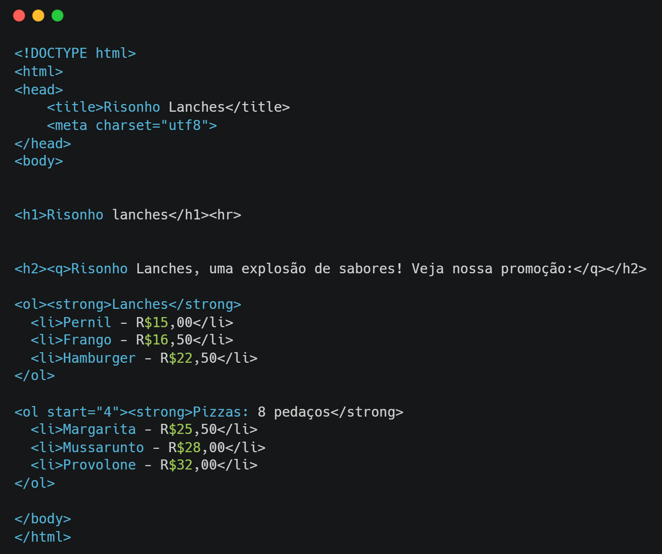 <!DOCTYPE html>
<html>
<head>
    <title>Risonho Lanches</title>
    <meta charset="utf8">
</head>
<body>
<h1>Risonho lanches</h1><hr>
<h2><q>Risonho Lanches, uma explosão de sabores! Veja nossa promoção:</q></h2>
<ol><strong>Lanches</strong>
  <li>Pernil - R$15,00</li>
  <li>Frango - R$16,50</li>
  <li>Hamburger - R$22,50</li>
</ol>
<ol start="4"><strong>Pizzas: 8 pedaços</strong>
  <li>Margarita - R$25,50</li>
  <li>Mussarunto - R$28,00</li>
  <li>Provolone - R$32,00</li>
</ol>
</body>
</html>